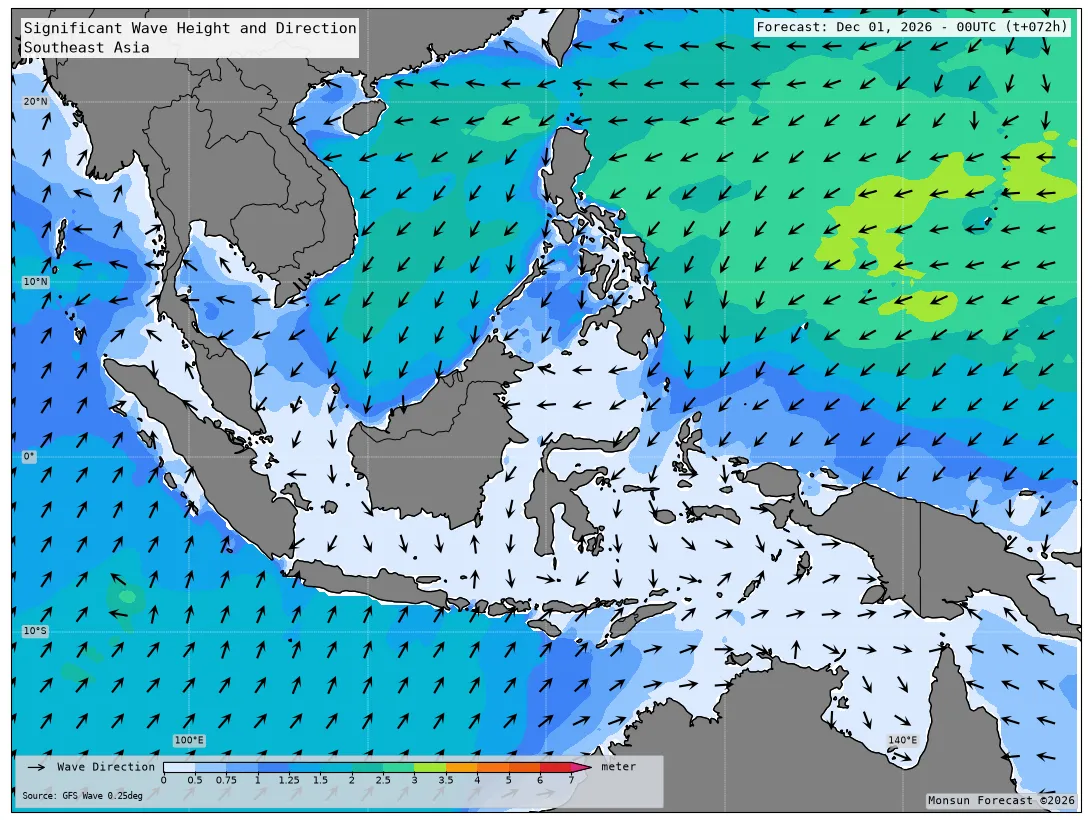 Significant Wave Height and Direction
Southeast Asia
Forecast: Dec 01, 2026 - 00UTC (t+072h)
20°N
10°N
0°
10°S
100°E
140°E
Wave Direction
0 0.5 0.75 1 1.25 1.5 2 2.5 3 3.5 4 5 6 7
meter
Source: GFS Wave 0.25deg
Monsun Forecast ©2026